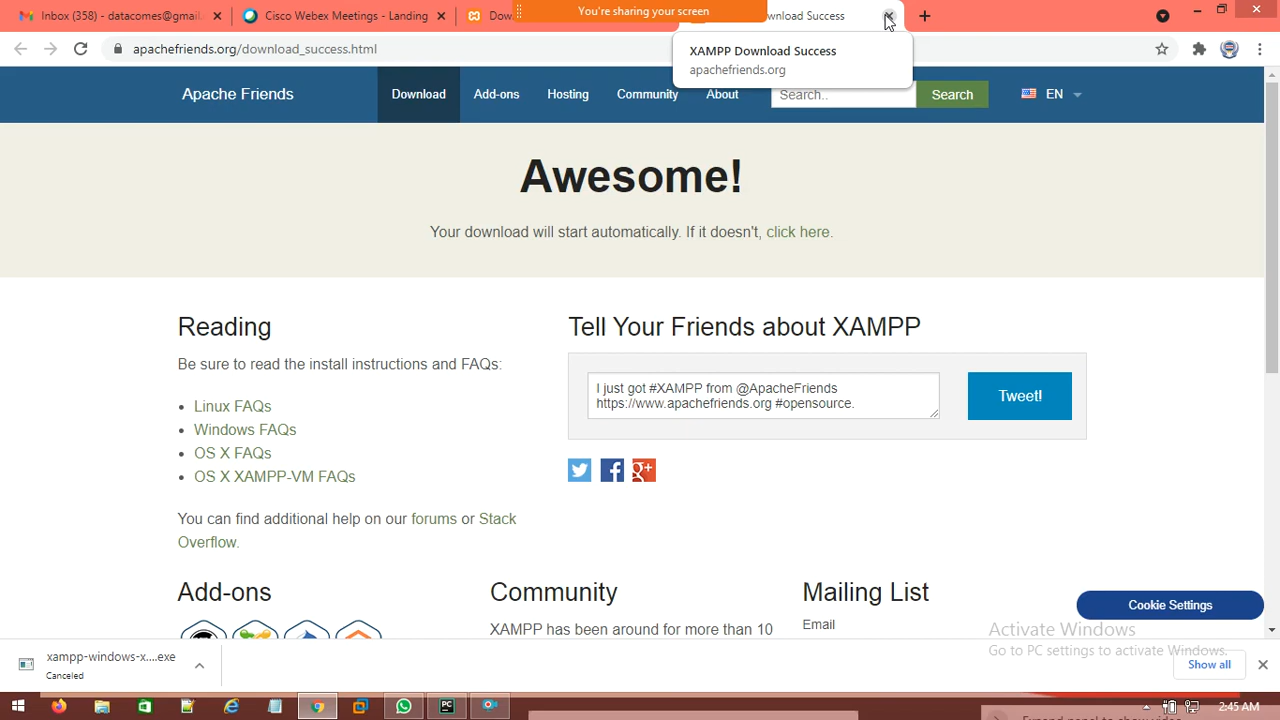 Inbox (358) - datacomes@gmail.
Cisco Webex Meetings - Landing
Dow
You're sharing your screen
wnload Success
apachefriends.org/download_success.html
XAMPP Download Success
apachefriends.org
Apache Friends
Download
Add-ons
Hosting
Community
About
Search..
Search
EN
Awesome!
Your download will start automatically. If it doesn't, click here.
Reading
Be sure to read the install instructions and FAQs:
• Linux FAQs
• Windows FAQs
• OS X FAQs
• OS X XAMPP-VM FAQs
You can find additional help on our forums or Stack
Overflow.
Tell Your Friends about XAMPP
I just got #XAMPP from @ApacheFriends
https://www.apachefriends.org #opensource.
Tweet!
Add-ons
Community
XAMPP has been around for more than 10
Mailing List
Email
Cookie Settings
Activate Windows
Go to PC settings to activate Windows.
xampp-windows-x....exe
Canceled
Show all
Expand panel to show video
2:45 AM